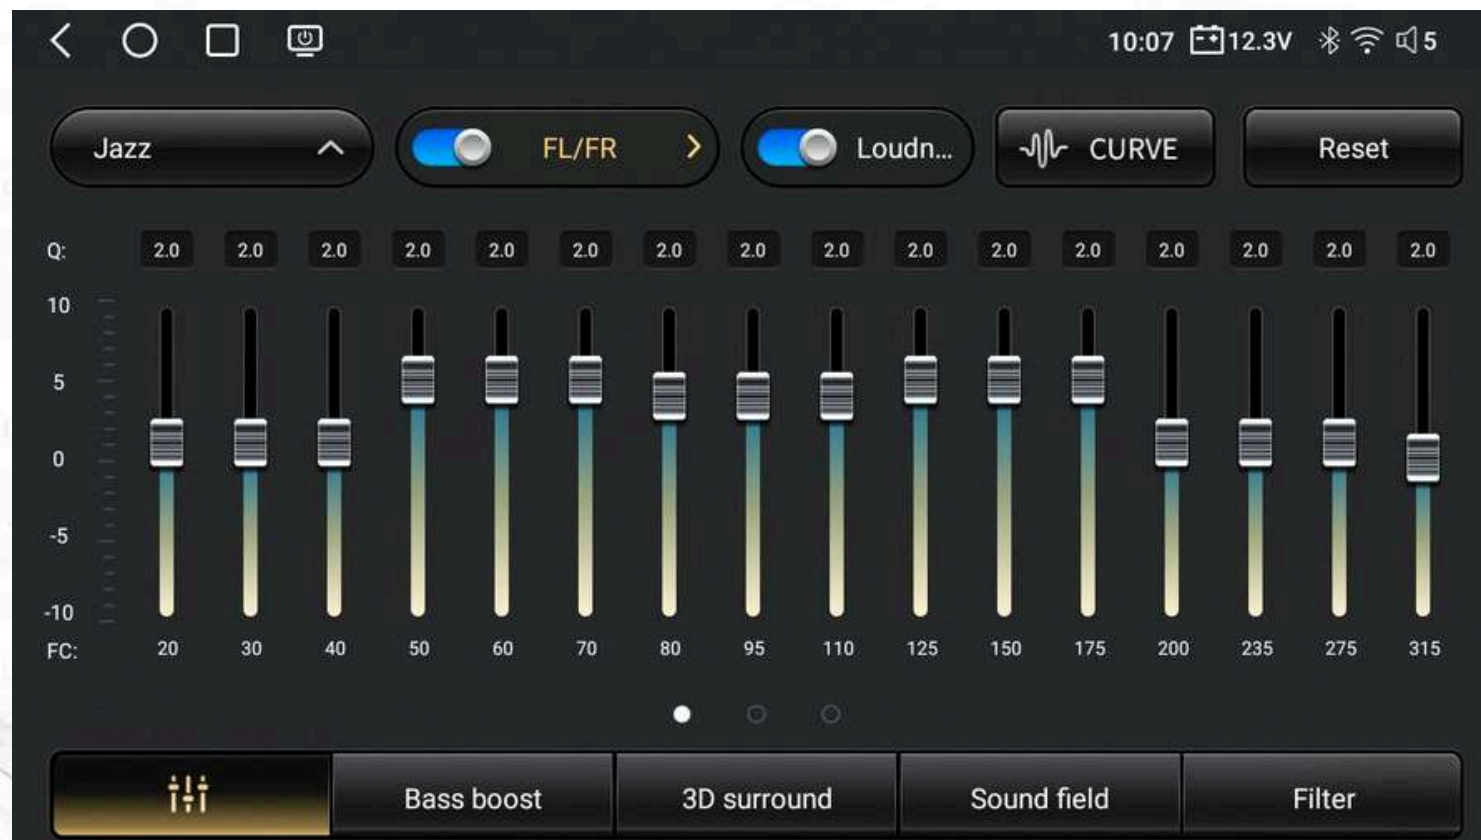 10:07 12.3V 5
Jazz FL/FR Loudn... CURVE Reset
Q: 2.0 2.0 2.0 2.0 2.0 2.0 2.0 2.0 2.0 2.0 2.0 2.0 2.0 2.0 2.0 2.0
10
5
0
-5
-10
FC: 20 30 40 50 60 70 80 95 110 125 150 175 200 235 275 315
Bass boost 3D surround Sound field Filter